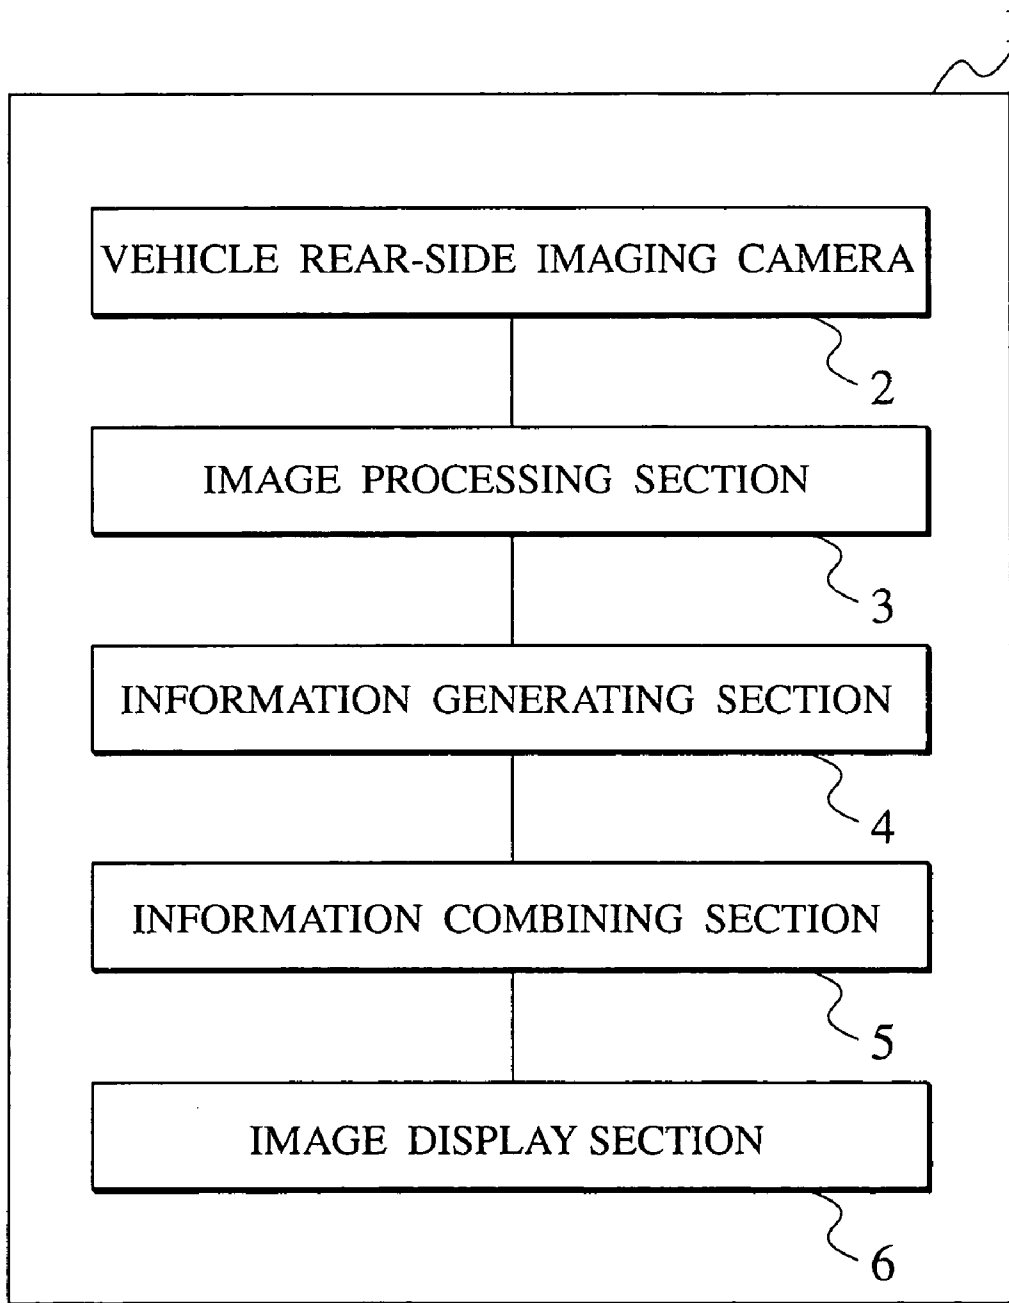 VEHICLE REAR-SIDE IMAGING CAMERA
2
IMAGE PROCESSING SECTION
3
INFORMATION GENERATING SECTION
4
INFORMATION COMBINING SECTION
5
IMAGE DISPLAY SECTION
6